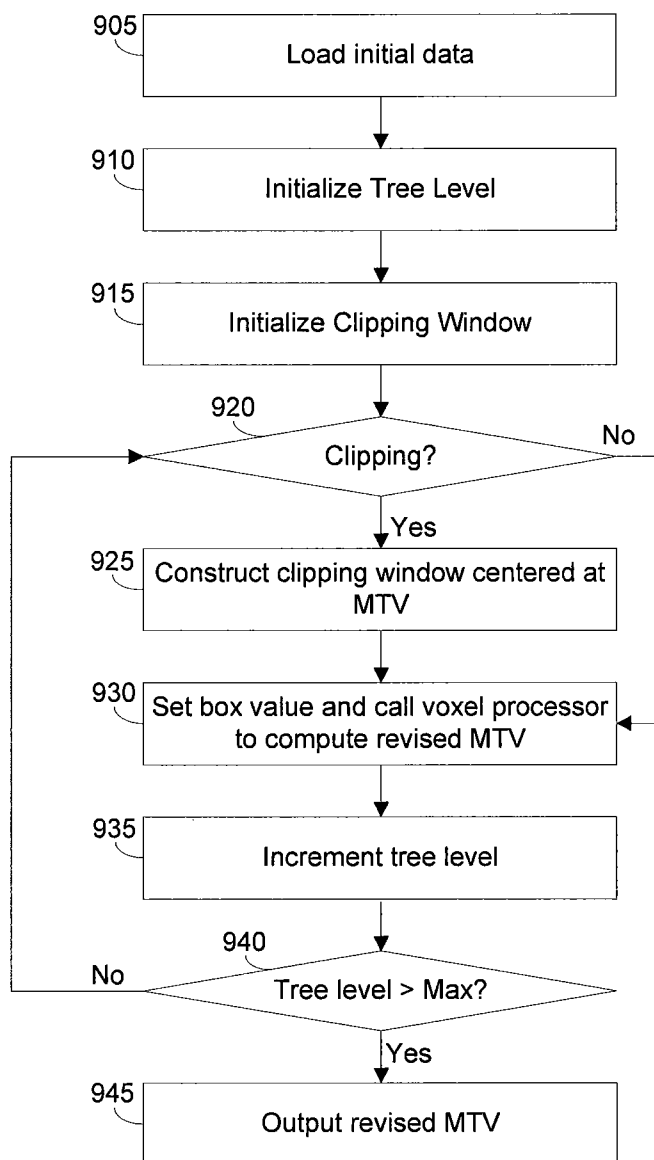 905
Load initial data
910
Initialize Tree Level
915
Initialize Clipping Window
920
No
Clipping?
Yes
925
Construct clipping window centered at
MTV
930
Set box value and call voxel processor
to compute revised MTV
935
Increment tree level
940
No
Tree level > Max?
Yes
945
Output revised MTV